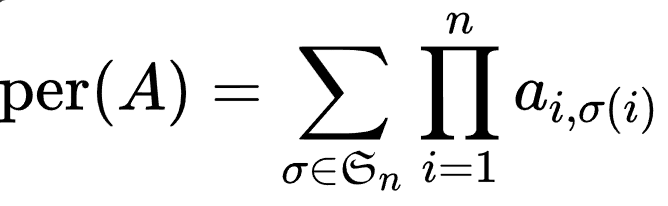 per(A) = ∑_{σ∈𝔖_n} ∏_{i=1}^{n} a_{i,σ(i)}